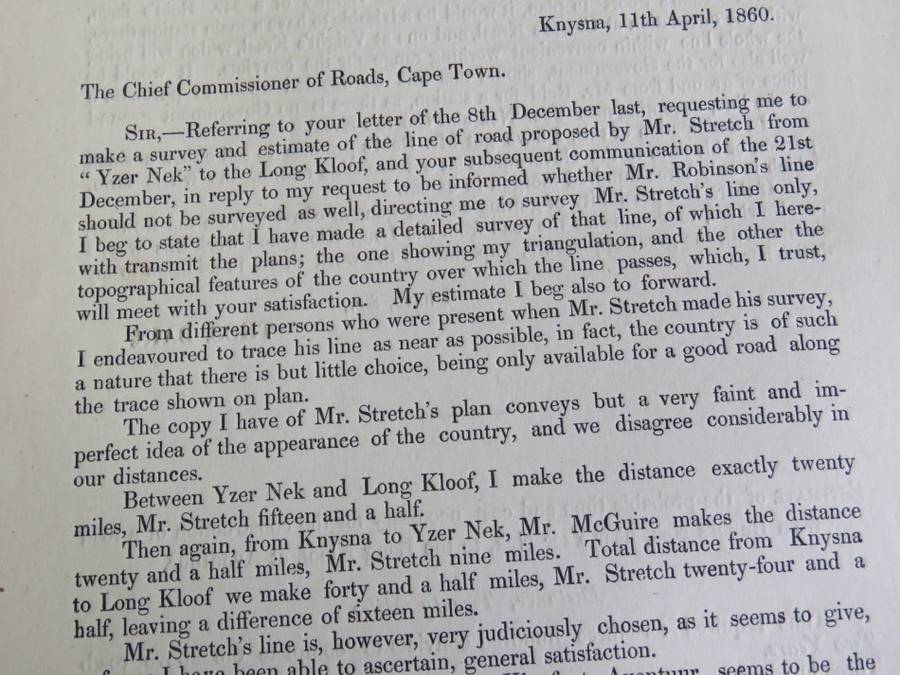 Knysna, 11th April, 1860.
The Chief Commissioner of Roads, Cape Town.
SIR,—Referring to your letter of the 8th December last, requesting me to
make a survey and estimate of the line of road proposed by Mr. Stretch from
“ Yzer Nek” to the Long Kloof, and your subsequent communication of the 21st
December, in reply to my request to be informed whether Mr. Robinson's line
should not be surveyed as well, directing me to survey Mr. Stretch's line only,
I beg to state that I have made a detailed survey of that line, of which I here-
with transmit the plans; the one showing my triangulation, and the other the
topographical features of the country over which the line passes, which, I trust,
will meet with your satisfaction. My estimate I beg also to forward.
From different persons who were present when Mr. Stretch made his survey,
I endeavoured to trace his line as near as possible, in fact, the country is of such
a nature that there is but little choice, being only available for a good road along
the trace shown on plan.
The copy I have of Mr. Stretch's plan conveys but a very faint and im-
perfect idea of the appearance of the country, and we disagree considerably in
our distances.
Between Yzer Nek and Long Kloof, I make the distance exactly twenty
miles, Mr. Stretch fifteen and a half.
Then again, from Knysna to Yzer Nek, Mr. McGuire makes the distance
twenty and a half miles, Mr. Stretch nine miles. Total distance from Knysna
to Long Kloof we make forty and a half miles, Mr. Stretch twenty-four and a
half, leaving a difference of sixteen miles.
Mr. Stretch's line is, however, very judiciously chosen, as it seems to give,
I have been able to ascertain, general satisfaction.
seems to be the